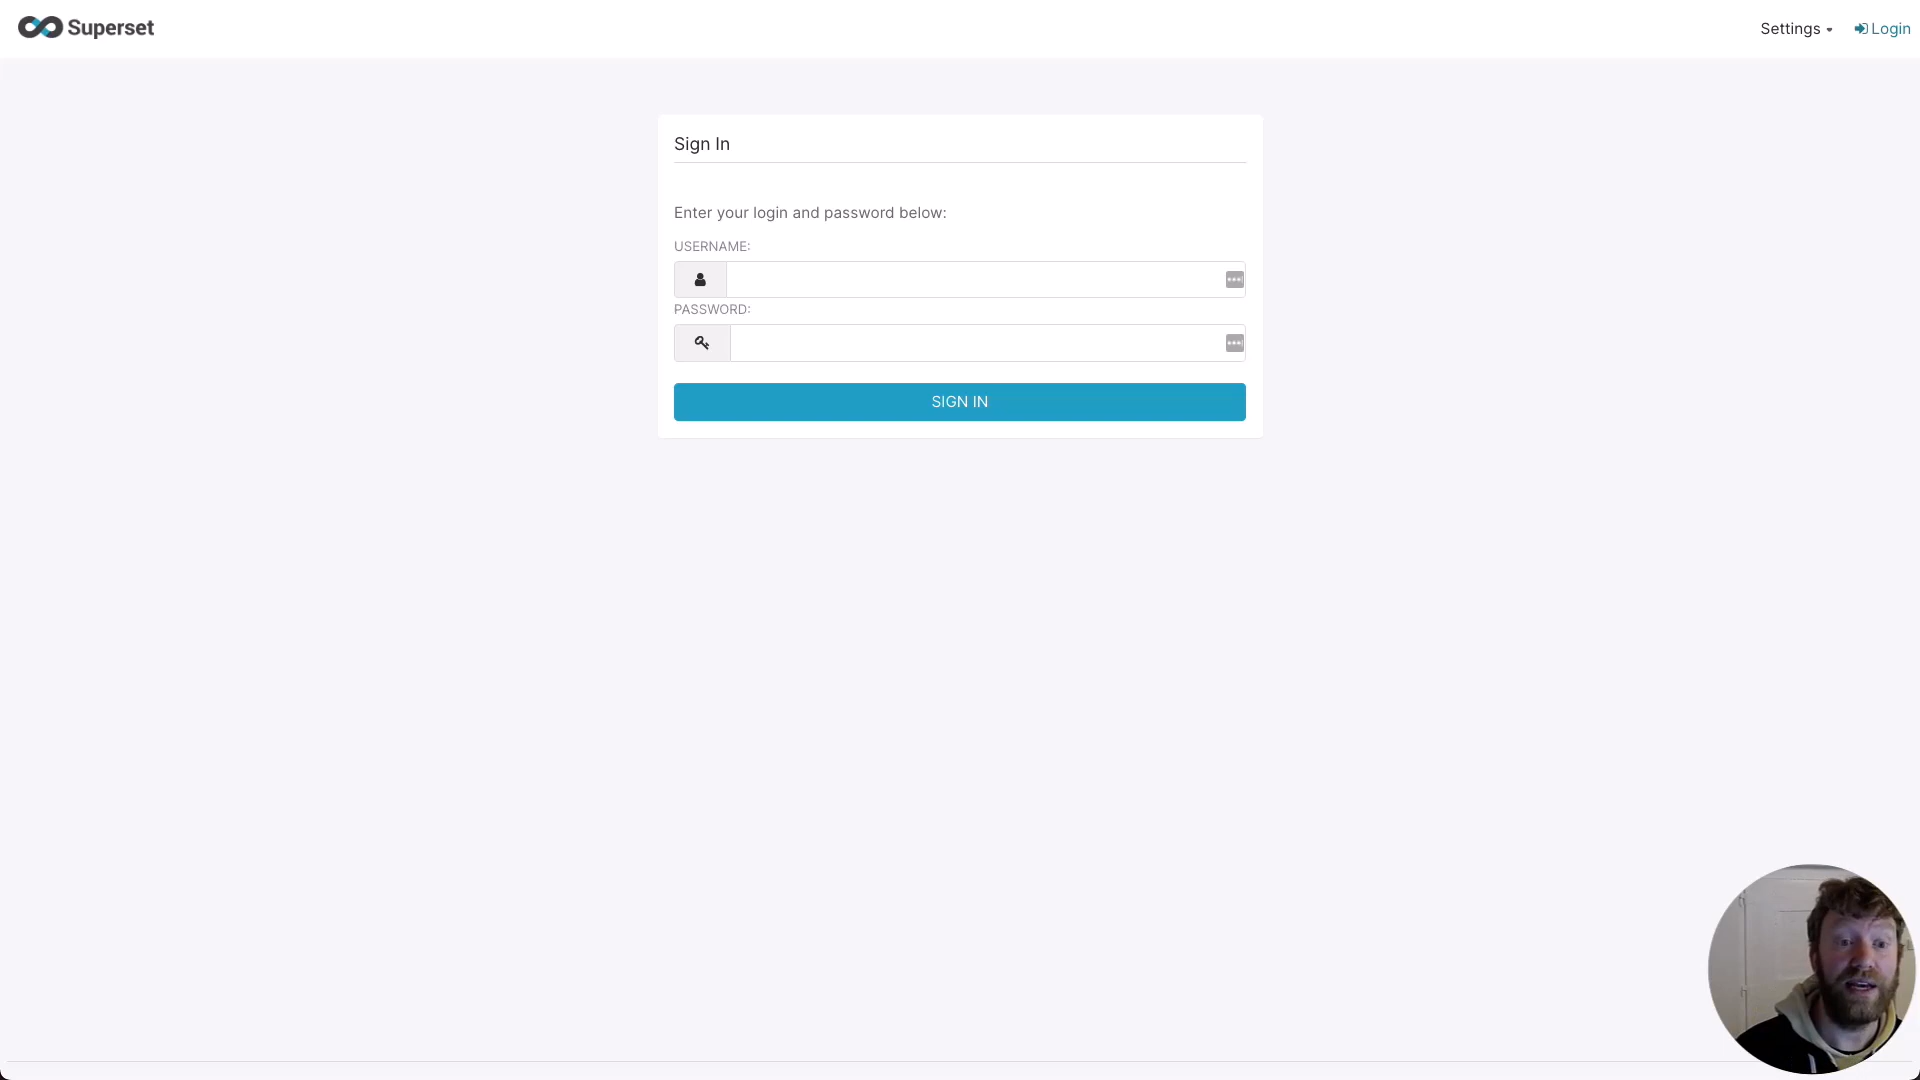 Superset
Settings
Login
Sign In
Enter your login and password below:
USERNAME:
PASSWORD:
SIGN IN